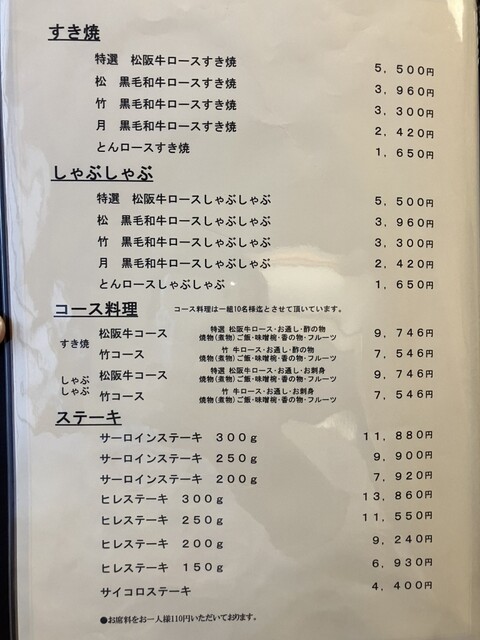 すき焼
特選　松阪牛ロースすき焼　5，500円
松　黒毛和牛ロースすき焼　3，960円
竹　黒毛和牛ロースすき焼　3，300円
月　黒毛和牛ロースすき焼　2，420円
とんロースすき焼　1，650円
しゃぶしゃぶ
特選　松阪牛ロースしゃぶしゃぶ　5，500円
松　黒毛和牛ロースしゃぶしゃぶ　3，960円
竹　黒毛和牛ロースしゃぶしゃぶ　3，300円
月　黒毛和牛ロースしゃぶしゃぶ　2，420円
とんロースしゃぶしゃぶ　1，650円
コース料理　コース料理は一組10名様迄とさせて頂いています。
すき焼
松阪牛コース　特選 松阪牛ロース・お通し・酢の物　9，746円
焼物(煮物)ご飯・味噌椀・香の物・フルーツ
竹コース　竹 牛ロース・お通し・酢の物　7，546円
焼物(煮物)ご飯・味噌椀・香の物・フルーツ
しゃぶ
しゃぶ
松阪牛コース　特選 松阪牛ロース・お通し・お刺身　9，746円
焼物(煮物)ご飯・味噌椀・香の物・フルーツ
竹コース　竹 牛ロース・お通し・お刺身　7，546円
焼物(煮物)ご飯・味噌椀・香の物・フルーツ
ステーキ
サーロインステーキ　300g　11，880円
サーロインステーキ　250g　9，900円
サーロインステーキ　200g　7，920円
ヒレステーキ　300g　13，860円
ヒレステーキ　250g　11，550円
ヒレステーキ　200g　9，240円
ヒレステーキ　150g　6，930円
サイコロステーキ　4，400円
●お席料をお一人様110円いただいております。